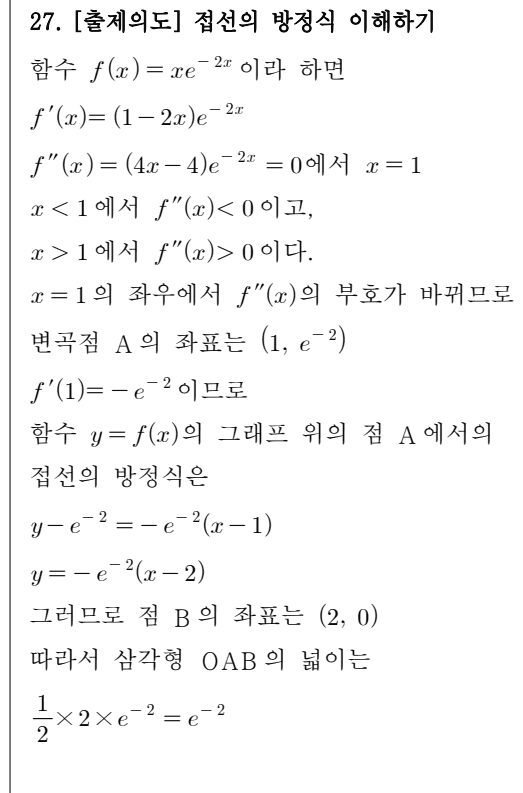 27. [출제의도] 접선의 방정식 이해하기
함수 f(x) = xe^{-2x} 이라 하면
f′(x) = (1 - 2x)e^{-2x}
f″(x) = (4x - 4)e^{-2x} = 0에서 x = 1
x < 1 에서 f″(x) < 0 이고,
x > 1 에서 f″(x) > 0 이다.
x = 1 의 좌우에서 f″(x)의 부호가 바뀌므로
변곡점 A 의 좌표는 (1, e^{-2})
f′(1) = - e^{-2} 이므로
함수 y = f(x)의 그래프 위의 점 A 에서의
접선의 방정식은
y - e^{-2} = - e^{-2}(x - 1)
y = - e^{-2}(x - 2)
그러므로 점 B 의 좌표는 (2, 0)
따라서 삼각형 OAB 의 넓이는
1/2 × 2 × e^{-2} = e^{-2}